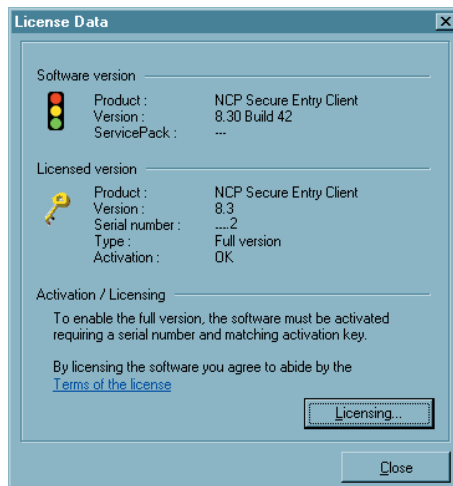 License Data
Software version
Product : NCP Secure Entry Client
Version : 8.30 Build 42
ServicePack : ---
Licensed version
Product : NCP Secure Entry Client
Version : 8.3
Serial number : ....2
Type : Full version
Activation : OK
Activation / Licensing
To enable the full version, the software must be activated
requiring a serial number and matching activation key.
By licensing the software you agree to abide by the
Terms of the license
Licensing...
Close